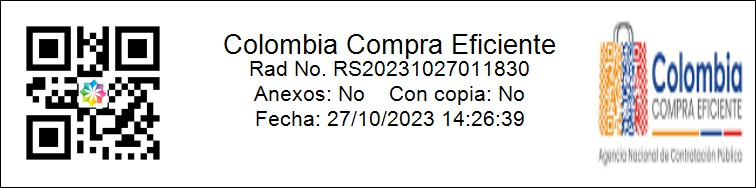 Colombia Compra Eficiente
Rad No. RS20231027011830
Anexos: No Con copia: No
Fecha: 27/10/2023 14:26:39
Colombia
COMPRA EFICIENTE
Agencia Nacional de Contratación Pública